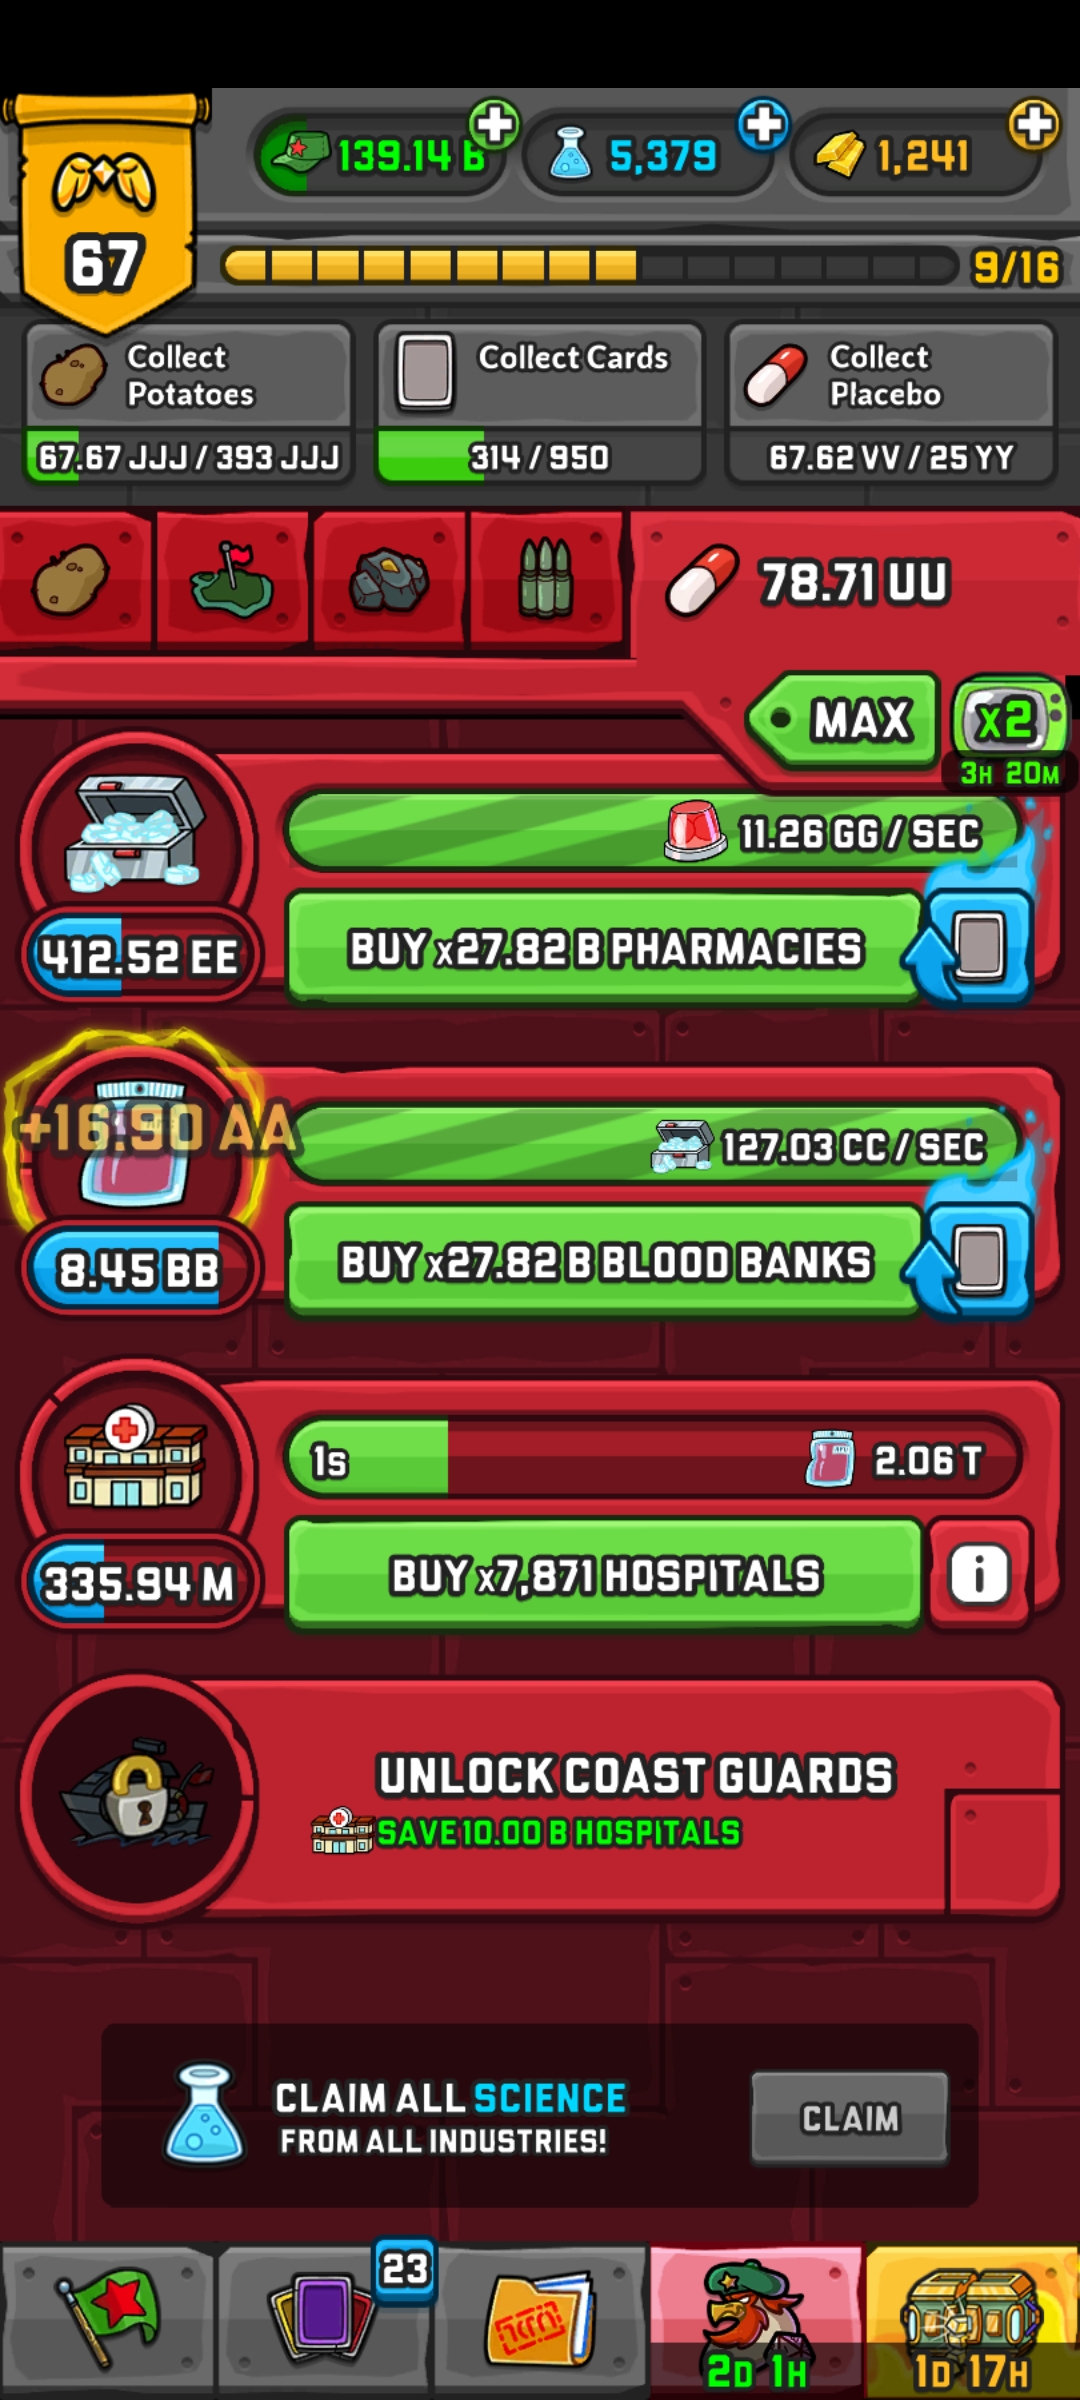 139.14 B
5,379
1,241
67
9/16
Collect
Potatoes
67.67 JJJ / 393 JJJ
Collect Cards
314 / 950
Collect
Placebo
67.62 VV / 25 YY
78.71 UU
MAX
x2
3H 20M
11.26 GG / SEC
412.52 EE
BUY x27.82 B PHARMACIES
+16.90 AA
127.03 CC / SEC
8.45 BB
BUY x27.82 B BLOOD BANKS
1s
2.06 T
335.94 M
BUY x7,871 HOSPITALS
i
UNLOCK COAST GUARDS
SAVE 10.00 B HOSPITALS
CLAIM ALL SCIENCE
FROM ALL INDUSTRIES!
CLAIM
23
2D 1H
1D 17H